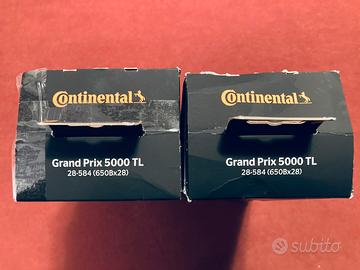 Continental
Grand Prix 5000 TL
28-584 (650Bx28)
Continental
Grand Prix 5000 TL
28-584 (650Bx28)
subito